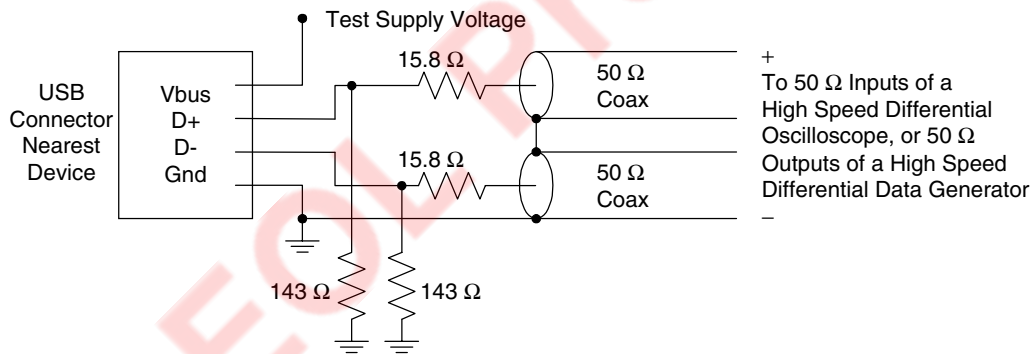 Test Supply Voltage
USB
Connector
Nearest
Device
Vbus
D+
D-
Gnd
15.8 Ω
50 Ω
Coax
15.8 Ω
50 Ω
Coax
143 Ω
143 Ω
+
To 50 Ω Inputs of a
High Speed Differential
Oscilloscope, or 50 Ω
Outputs of a High Speed
Differential Data Generator
−